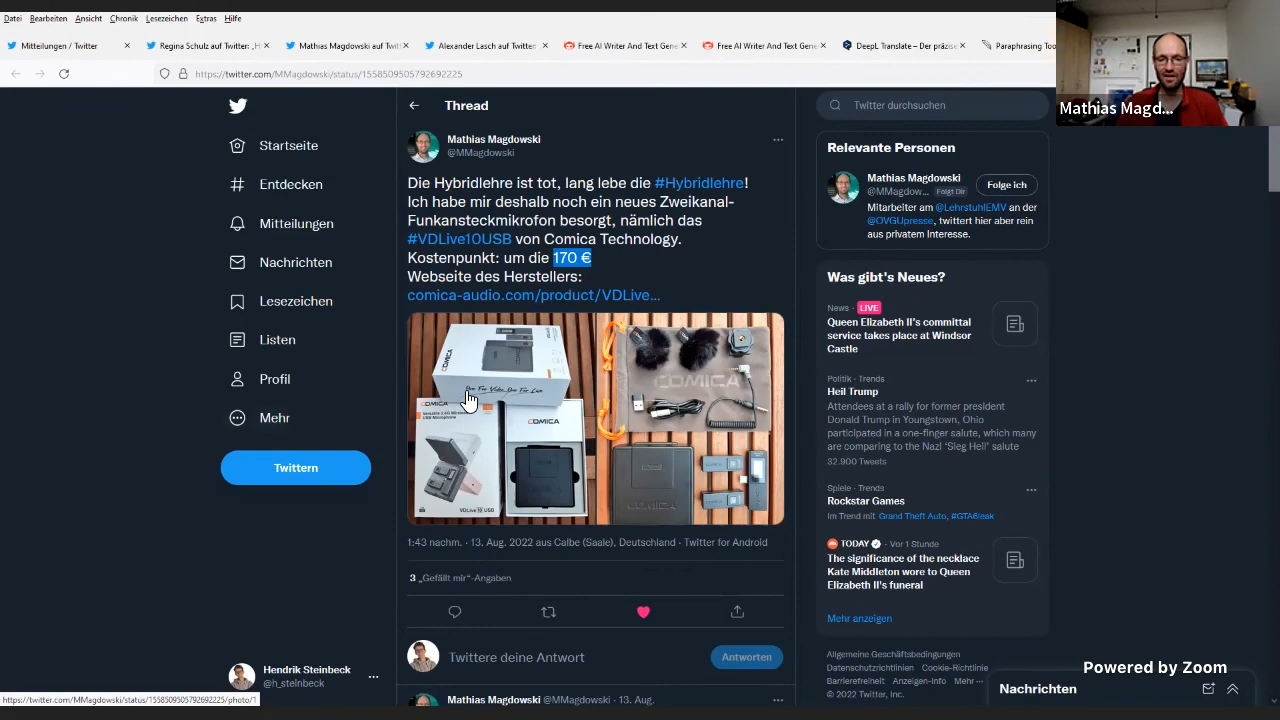 Datei Bearbeiten Ansicht Chronik Lesezeichen Extras Hilfe
Mitteilungen / Twitter
Regina Schulz auf Twitter: „H
Mathias Magdowski auf Twit
Alexander Lasch auf Twitter
Free AI Writer And Text Gene
Free AI Writer And Text Gene
DeepL Translate – Der präzise
Paraphrasing Too
https://twitter.com/MMagdowski/status/1558509505792692225
Mathias Magd...
Startseite
Entdecken
Mitteilungen
Nachrichten
Lesezeichen
Listen
Profil
Mehr
Twittern
Hendrik Steinbeck
@h_steinbeck
https://twitter.com/MMagdowski/status/1558509505792692225/photo/1
Thread
Mathias Magdowski
@MMagdowski
Die Hybridlehre ist tot, lang lebe die #Hybridlehre!
Ich habe mir deshalb noch ein neues Zweikanal-
Funkansteckmikrofon besorgt, nämlich das
#VDLive10USB von Comica Technology.
Kostenpunkt: um die 170 €
Webseite des Herstellers:
comica-audio.com/product/VDLive...
COMICA
COMICA
COMICA
COMICA
VDLive 10 USB
1:43 nachm. · 13. Aug. 2022 aus Calbe (Saale), Deutschland · Twitter for Android
3 „Gefällt mir“-Angaben
Twittere deine Antwort
Antworten
Mathias Magdowski @MMagdowski · 13. Aug.
Twitter durchsuchen
Relevante Personen
Mathias Magdowski
@MMagdow... Folgt Dir
Folge ich
Mitarbeiter am @LehrstuhlEMV an der
@OVGUpresse, twittert hier aber rein
aus privatem Interesse.
Was gibt's Neues?
News · LIVE
Queen Elizabeth II's committal
service takes place at Windsor
Castle
Politik · Trends
Heil Trump
Attendees at a rally for former president
Donald Trump in Youngstown, Ohio
participated in a one-finger salute, which many
are comparing to the Nazi 'Sieg Heil' salute
32.900 Tweets
Spiele · Trends
Rockstar Games
Im Trend mit Grand Theft Auto, #GTA6leak
TODAY · Vor 1 Stunde
The significance of the necklace
Kate Middleton wore to Queen
Elizabeth II's funeral
Mehr anzeigen
Allgemeine Geschäftsbedingungen
Datenschutzrichtlinien Cookie-Richtlinie
Barrierefreiheit Anzeigen-Info Mehr ···
© 2022 Twitter, Inc.
Powered by Zoom
Nachrichten